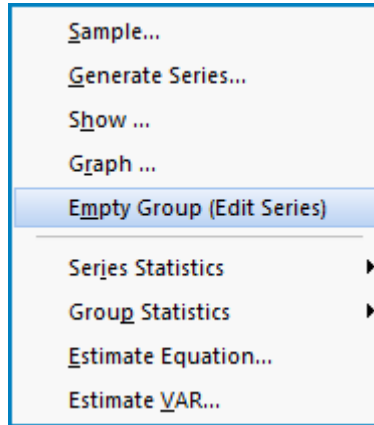 Sample...
Generate Series...
Show ...
Graph ...
Empty Group (Edit Series)
Series Statistics
Group Statistics
Estimate Equation...
Estimate VAR...